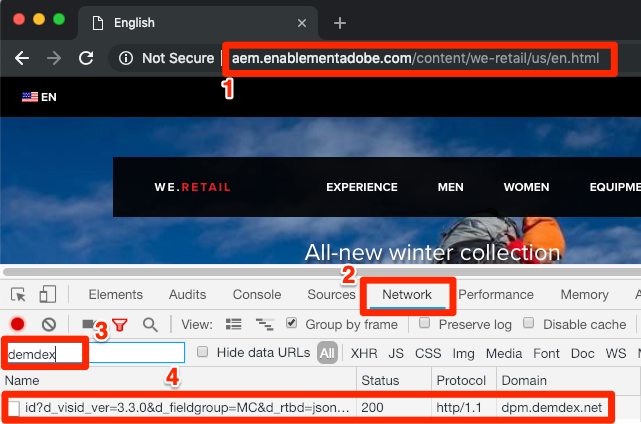 English
Not Secure | aem.enablementadobe.com/content/we-retail/us/en.html
1
EN
WE.RETAIL EXPERIENCE MEN WOMEN EQUIPME
All-new winter collection
2
Elements Audits Console Sources Network Performance Memory A
3
View: Group by frame Preserve log Disable cache
demdex Hide data URLs All XHR JS CSS Img Media Font Doc WS M
4
Name Status Protocol Domain
id?d_visid_ver=3.3.0&d_fieldgroup=MC&d_rtbd=json... 200 http/1.1 dpm.demdex.net